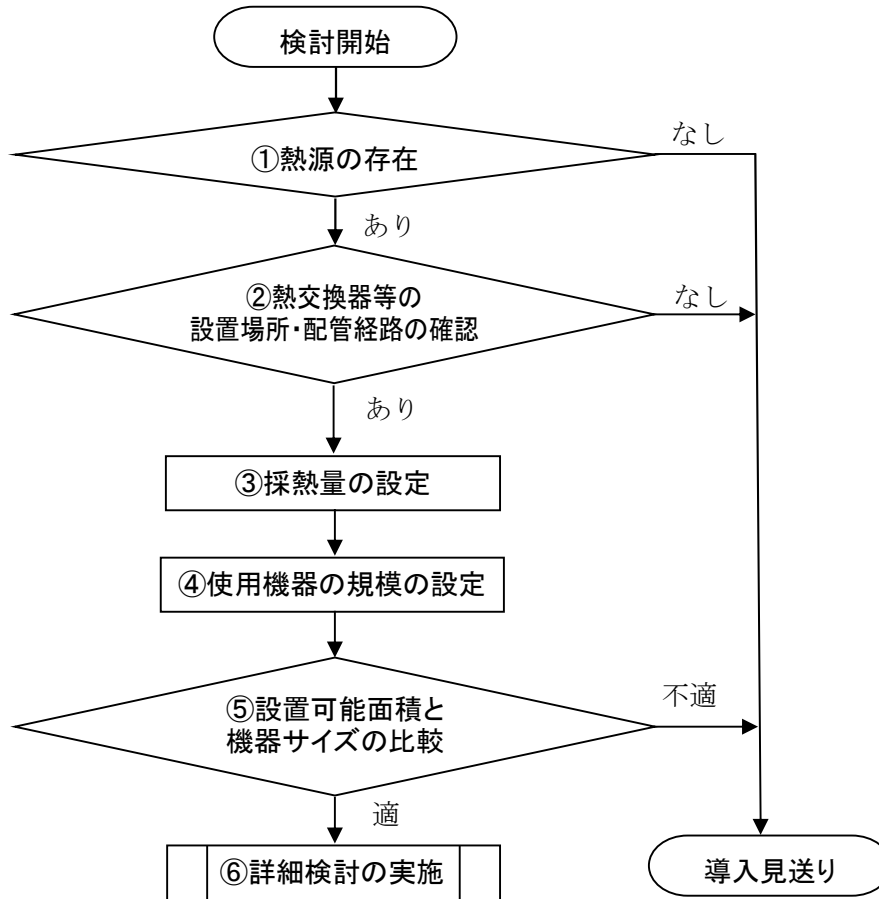 検討開始
①熱源の存在
なし
あり
②熱交換器等の
設置場所・配管経路の確認
なし
あり
③採熱量の設定
④使用機器の規模の設定
⑤設置可能面積と
機器サイズの比較
不適
適
⑥詳細検討の実施
導入見送り